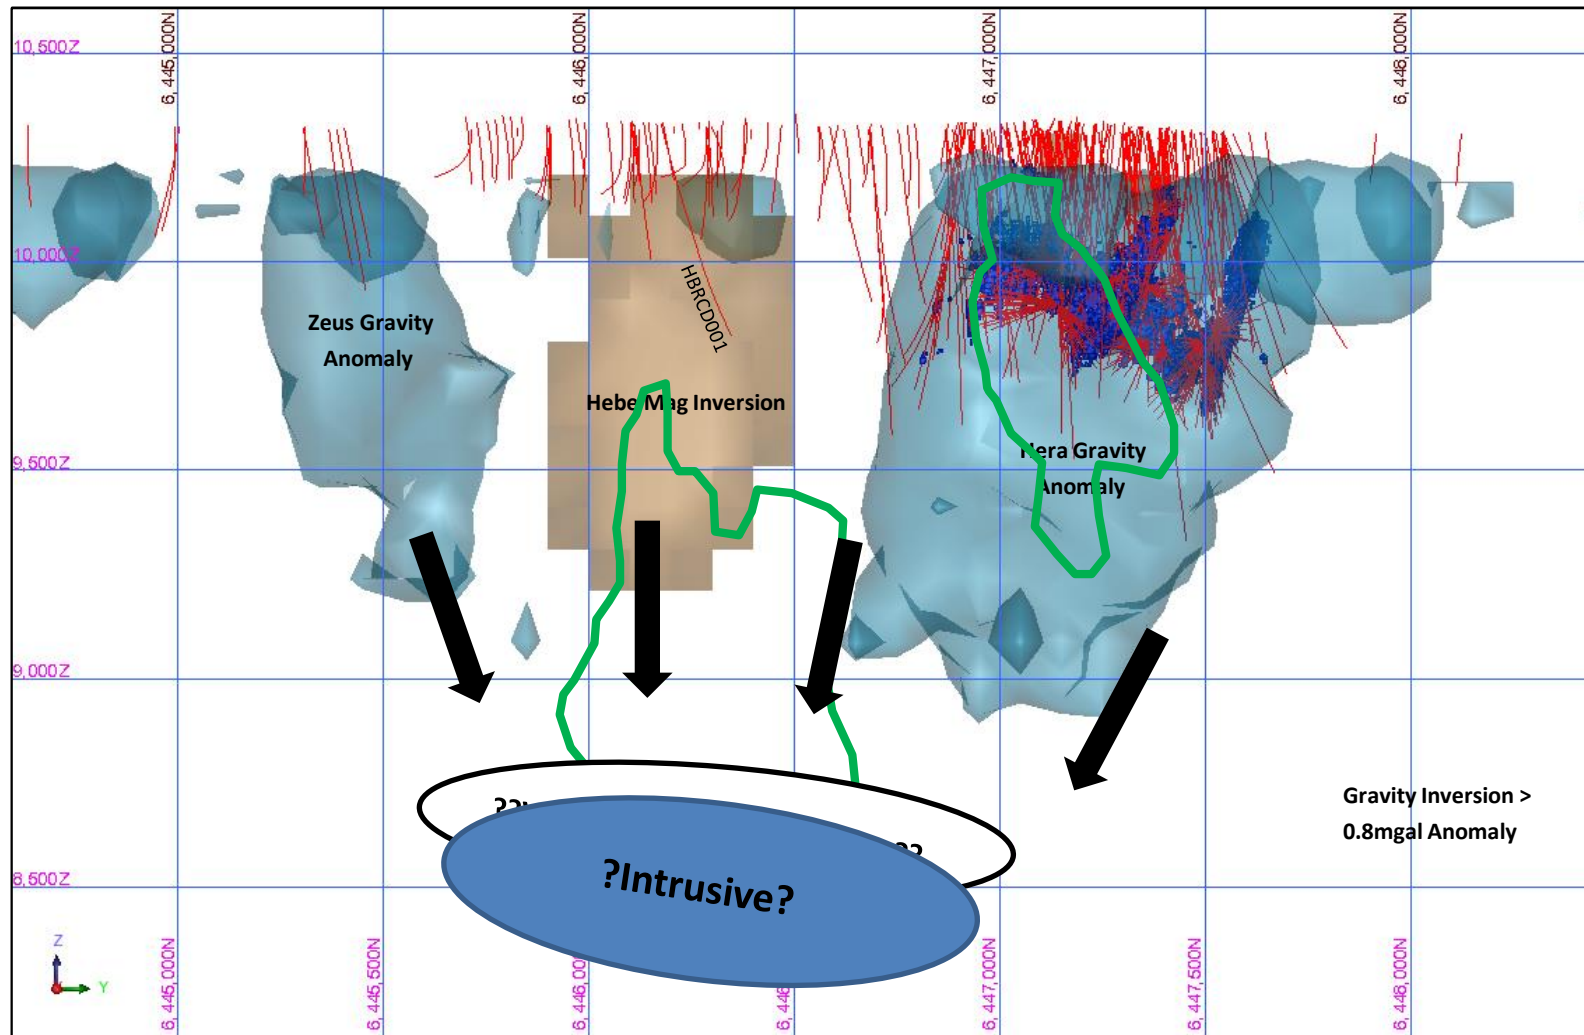 6,445,000N
6,446,000N
6,447,000N
6,448,000N
10,500Z
10,000Z
HBRCD001
Zeus Gravity
Anomaly
Hebe Mag Inversion
Hera Gravity
Anomaly
9,500Z
9,000Z
Gravity Inversion >
0.8mgal Anomaly
??
??
?Intrusive?
8,500Z
Z
Y
6,445,000N
6,445,500N
6,447,000N
6,447,500N
6,448,000N